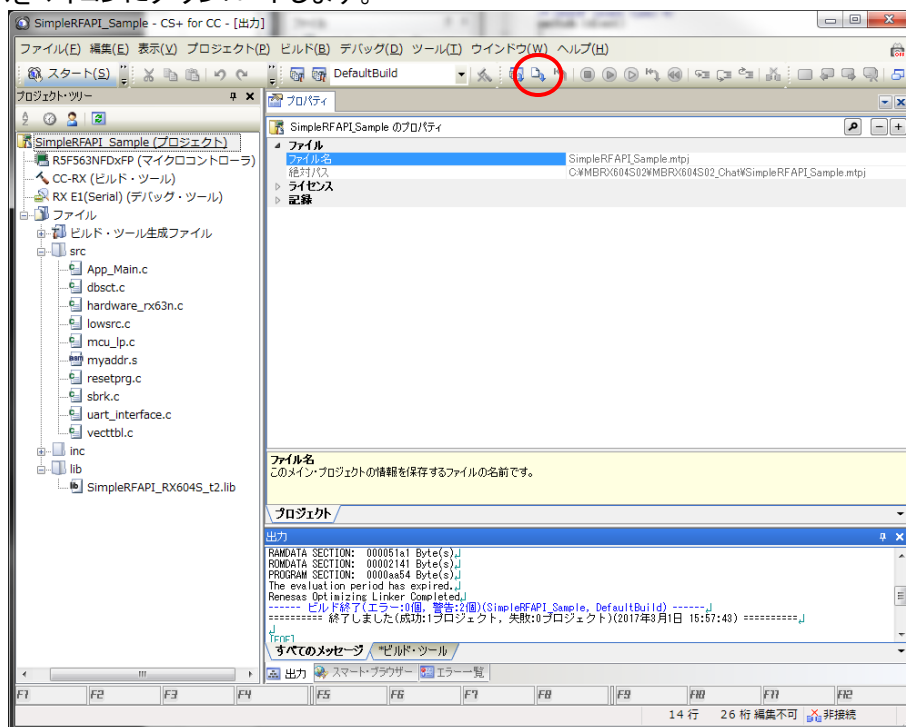 SimpleRFAPI_Sample - CS+ for CC - [出力]
ファイル(F) 編集(E) 表示(V) プロジェクト(P) ビルド(B) デバッグ(D) ツール(T) ウインドウ(W) ヘルプ(H)
スタート(S) DefaultBuild
プロジェクト・ツリー
プロパティ
SimpleRFAPI_Sample (プロジェクト)
R5F563NFDxFP (マイクロコントローラ)
CC-RX (ビルド・ツール)
RX E1(Serial) (デバッグ・ツール)
ファイル
ビルド・ツール生成ファイル
src
App_Main.c
dbsct.c
hardware_rx63n.c
lowsrc.c
mcu_lp.c
myaddr.s
resetprg.c
sbrk.c
uart_interface.c
vecttbl.c
inc
lib
SimpleRFAPI_RX604S_t2.lib
SimpleRFAPI_Sample のプロパティ
ファイル
ファイル名 SimpleRFAPI_Sample.mtpj
絶対パス C:¥MBRX604S02¥MBRX604S02_Chat¥SimpleRFAPI_Sample.mtpj
ライセンス
記録
ファイル名
このメイン・プロジェクトの情報を保存するファイルの名前です。
プロジェクト
出力
RAMDATA SECTION: 000051a1 Byte(s)
ROMDATA SECTION: 00002141 Byte(s)
PROGRAM SECTION: 0000aa54 Byte(s)
The evaluation period has expired.
Renesas Optimizing Linker Completed
------ ビルド終了(エラー:0個, 警告:2個)(SimpleRFAPI_Sample, DefaultBuild) ------
========== 終了しました(成功:1プロジェクト, 失敗:0プロジェクト)(2017年3月1日 15:57:43) ==========
[EOF]
すべてのメッセージ *ビルド・ツール
出力 スマート・ブラウザー エラー一覧
F1 F2 F3 F4 F5 F6 F7 F8 F9 F10 F11 F12
14 行 26 桁 編集不可 非接続